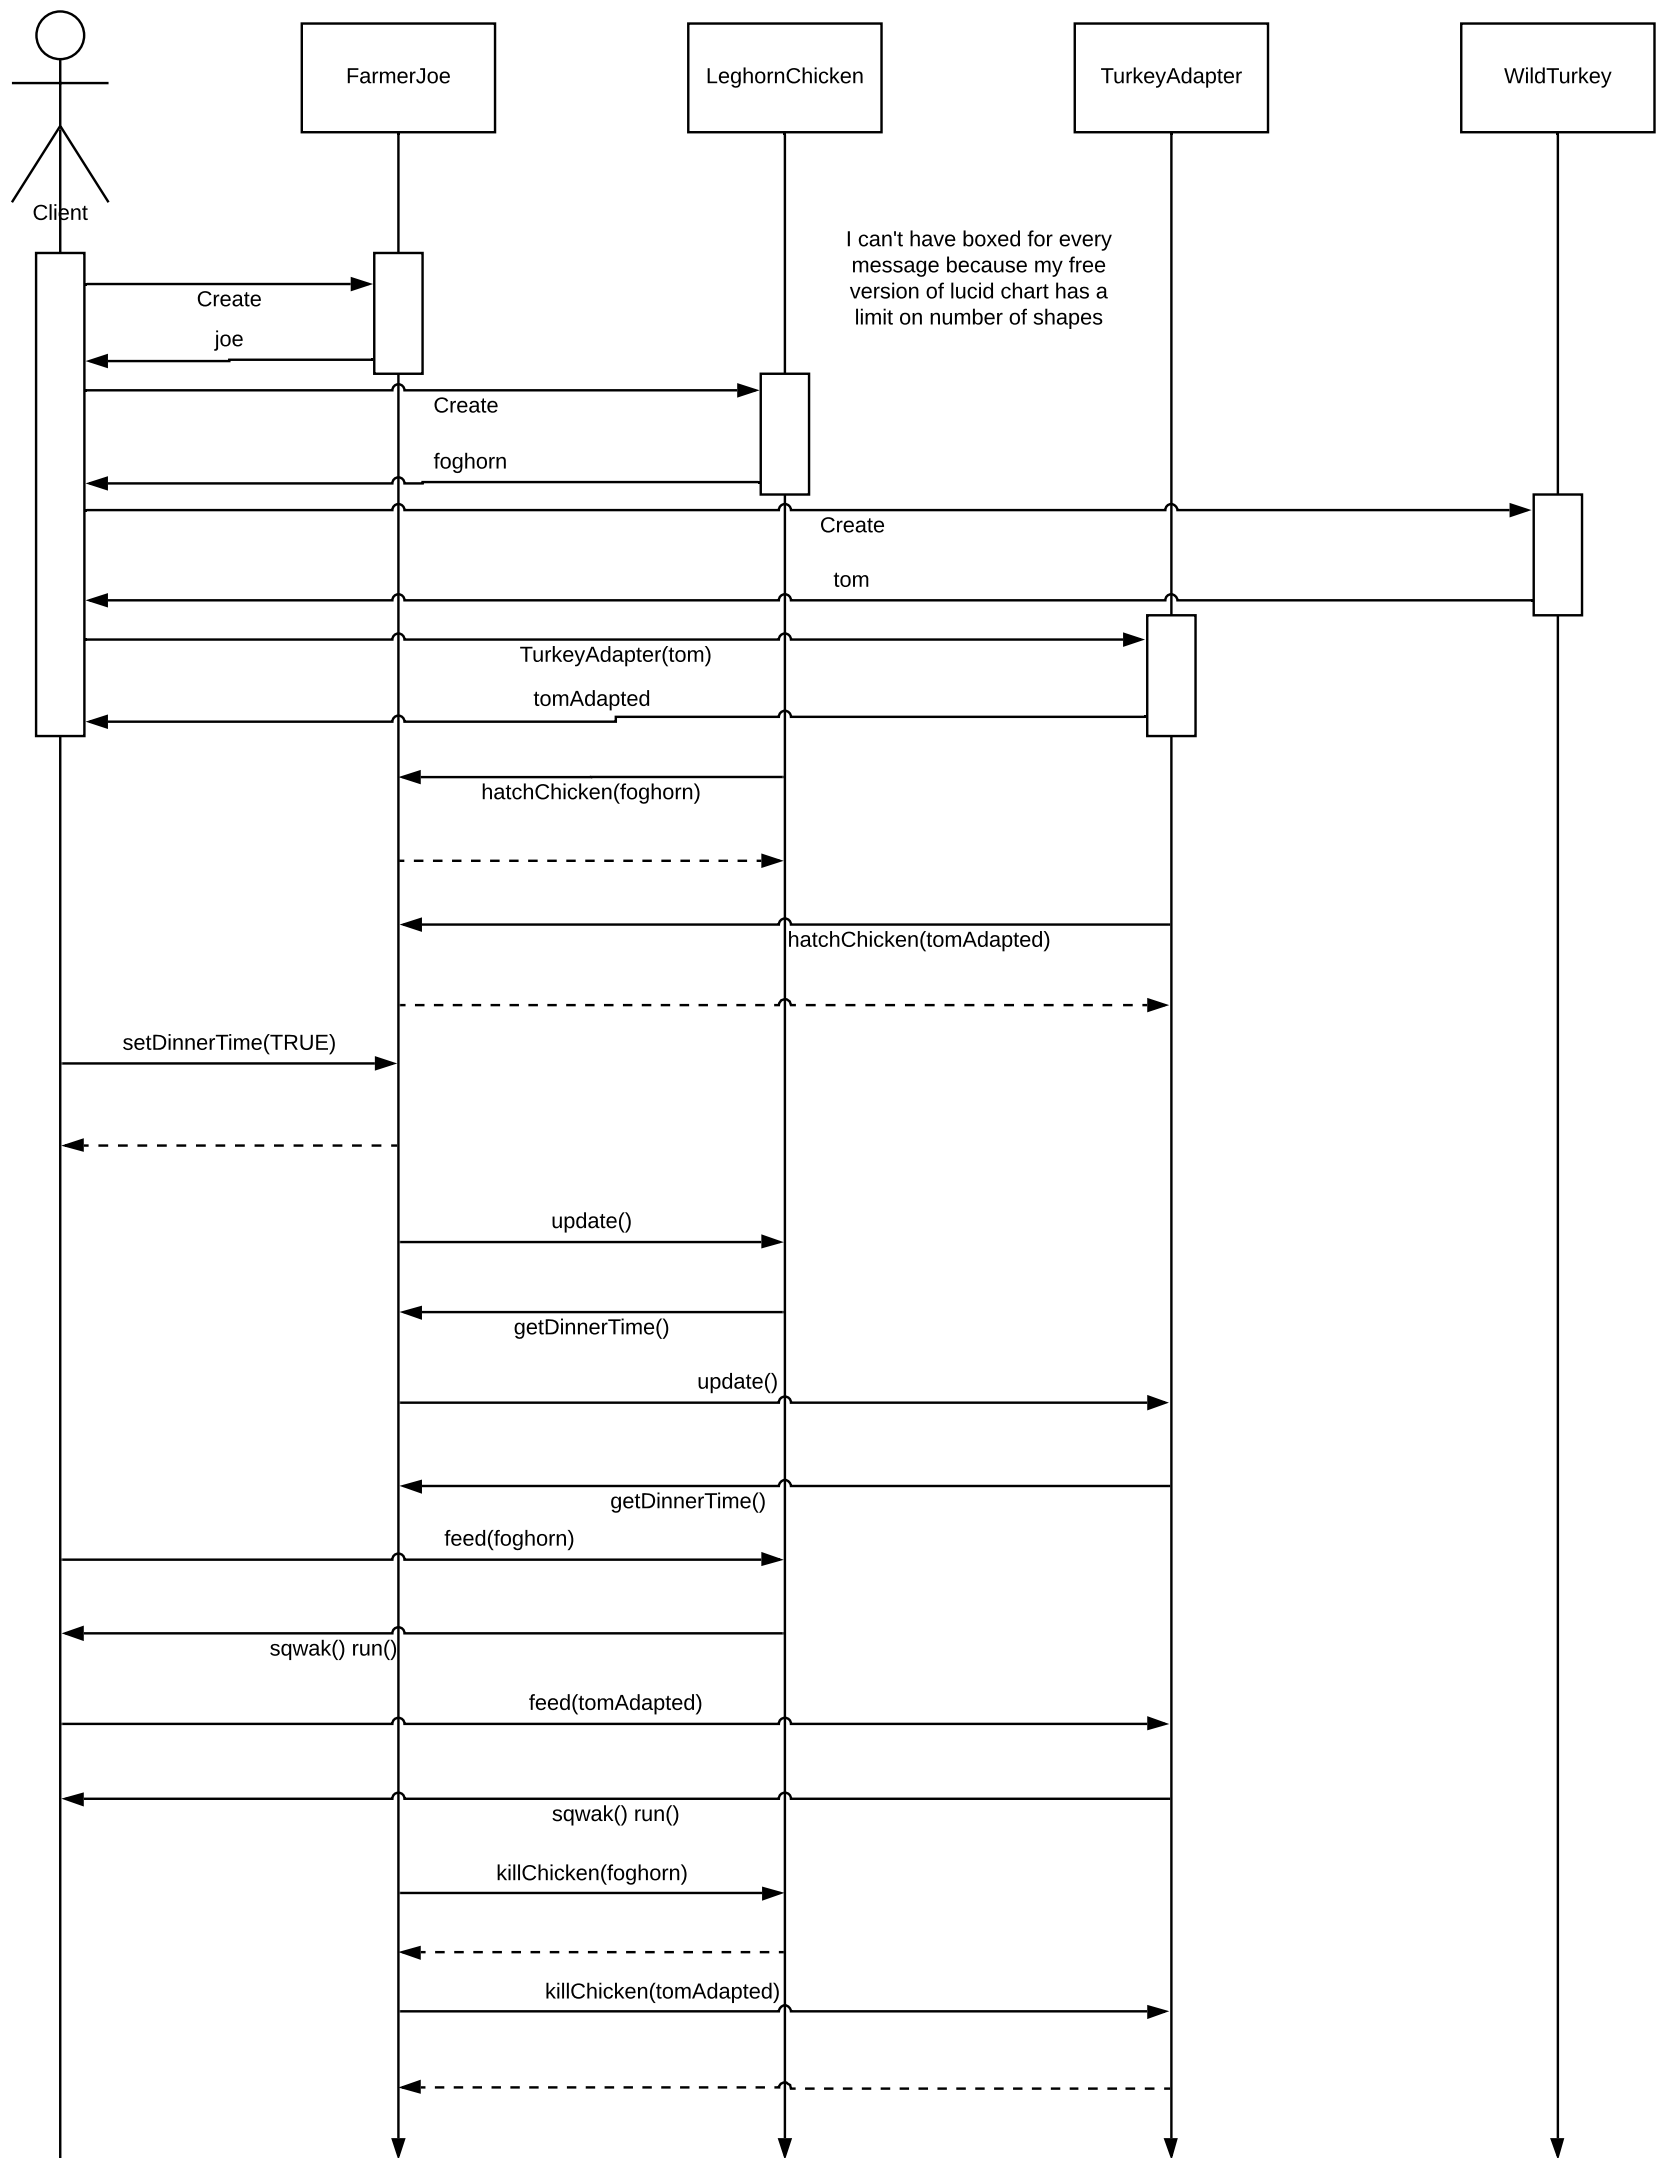 FarmerJoe
LeghornChicken
TurkeyAdapter
WildTurkey
Client
I can't have boxed for every
message because my free
version of lucid chart has a
limit on number of shapes
Create
joe
Create
foghorn
Create
tom
TurkeyAdapter(tom)
tomAdapted
hatchChicken(foghorn)
hatchChicken(tomAdapted)
setDinnerTime(TRUE)
update()
getDinnerTime()
update()
getDinnerTime()
feed(foghorn)
sqwak() run()
feed(tomAdapted)
sqwak() run()
killChicken(foghorn)
killChicken(tomAdapted)